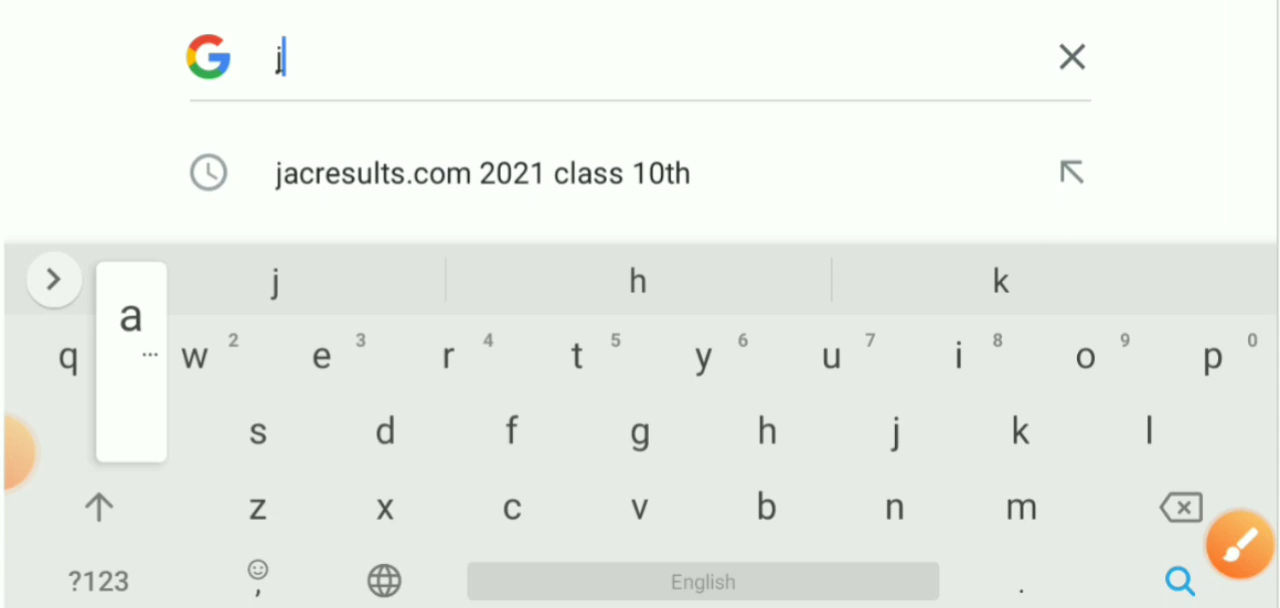 j
jacresults.com 2021 class 10th
j h k
a
...
q w 2 e 3 r 4 t 5 y 6 u 7 i 8 o 9 p 0
s d f g h j k l
z x c v b n m
?123 , English .